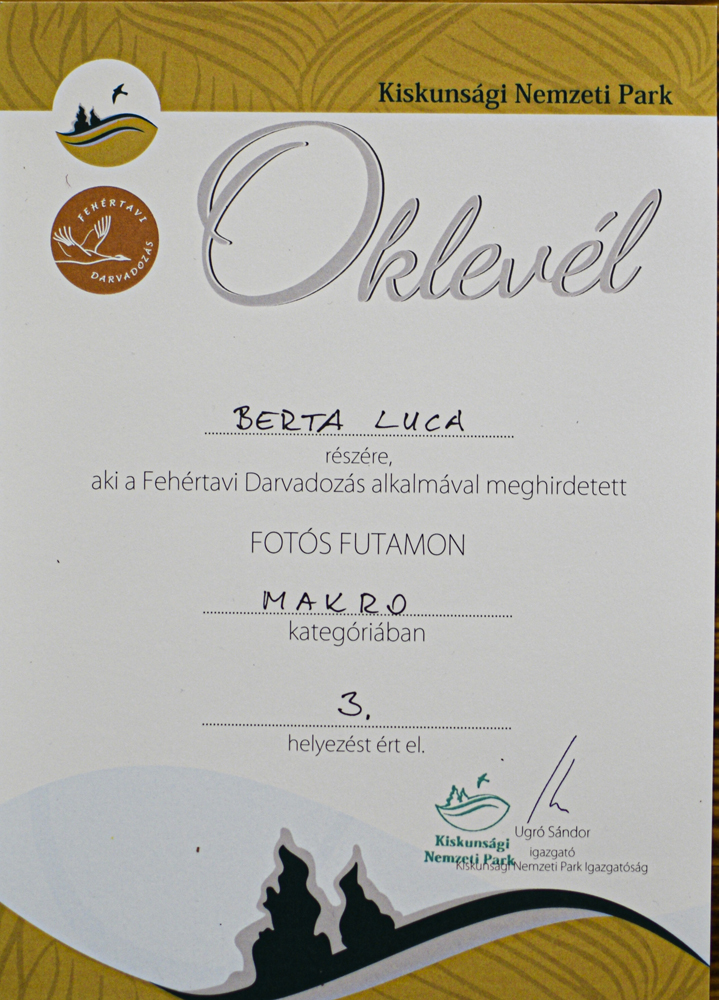 Kiskunsági Nemzeti Park
FEHÉRTAVI
DARVADOZÁS
Oklevél
BERTA LUCA
részére,
aki a Fehértavi Darvadozás alkalmával meghirdetett
FOTÓS FUTAMON
MAKRO
kategóriában
3.
helyezést ért el.
Kiskunsági
Nemzeti Park
Ugró Sándor
igazgató
Kiskunsági Nemzeti Park Igazgatóság